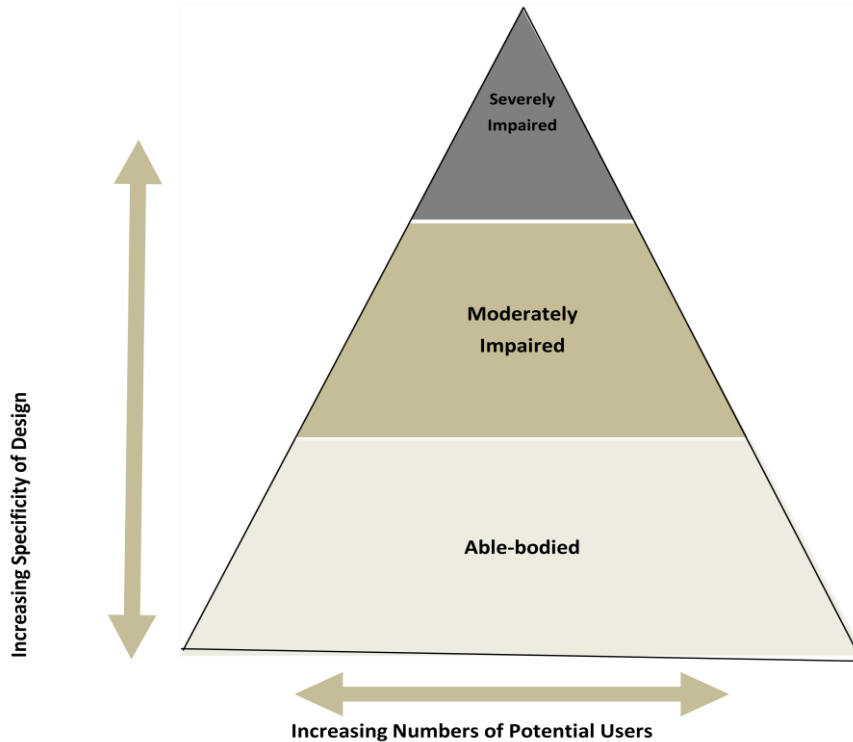 Severely
Impaired
Moderately
Impaired
Able-bodied
Increasing Specificity of Design
Increasing Numbers of Potential Users